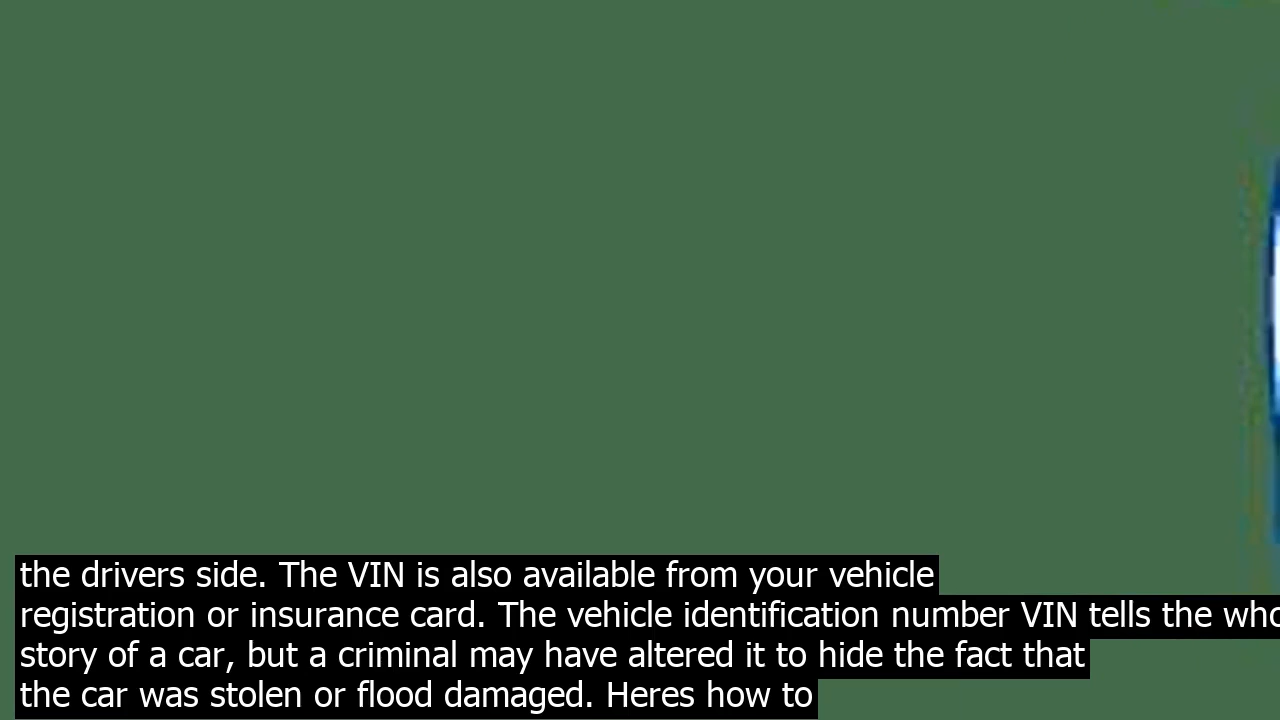 the drivers side. The VIN is also available from your vehicle
registration or insurance card. The vehicle identification number VIN tells the
story of a car, but a criminal may have altered it to hide the fact that
the car was stolen or flood damaged. Heres how to